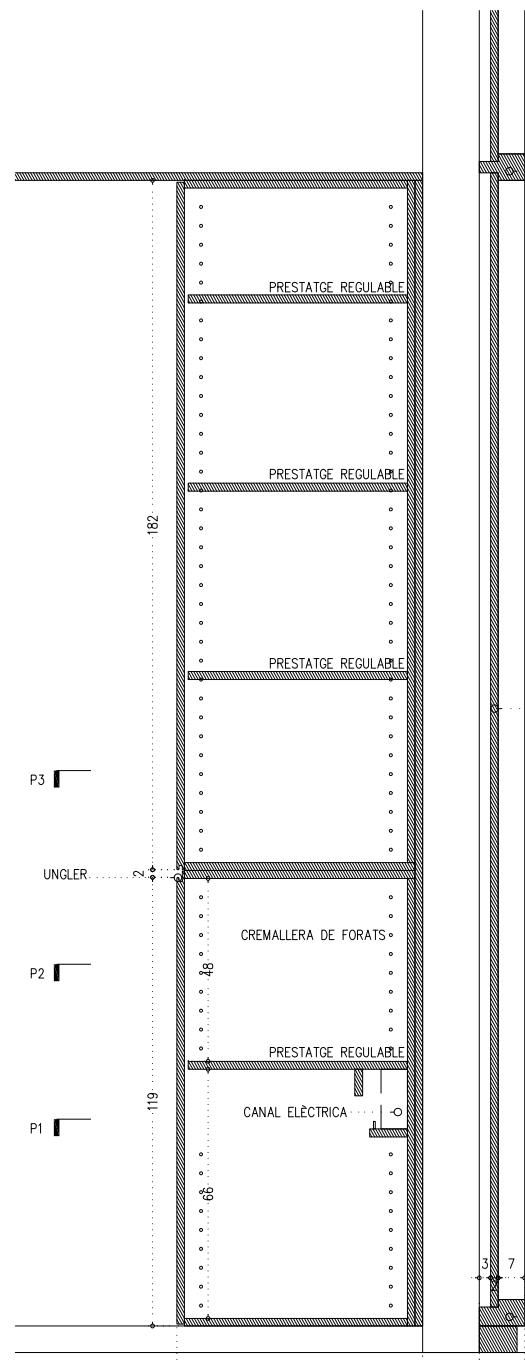 PRESTATGE REGULABLE
PRESTATGE REGULABLE
182
PRESTATGE REGULABLE
P3
UNGLER
2
CREMALLERA DE FORATS
48
P2
PRESTATGE REGULABLE
119
CANAL ELÈCTRICA
P1
66
3 7